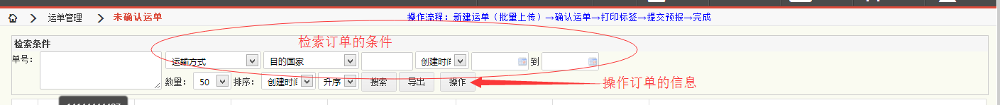 运单管理 未确认运单 操作流程：新建运单（批量上传）→确认运单→打印标签→提交预报→完成
检索订单的条件
检索条件
单号： 运输方式 目的国家 创建时间 到
数量： 50 排序： 创建时间 升序 搜索 导出 操作
操作订单的信息